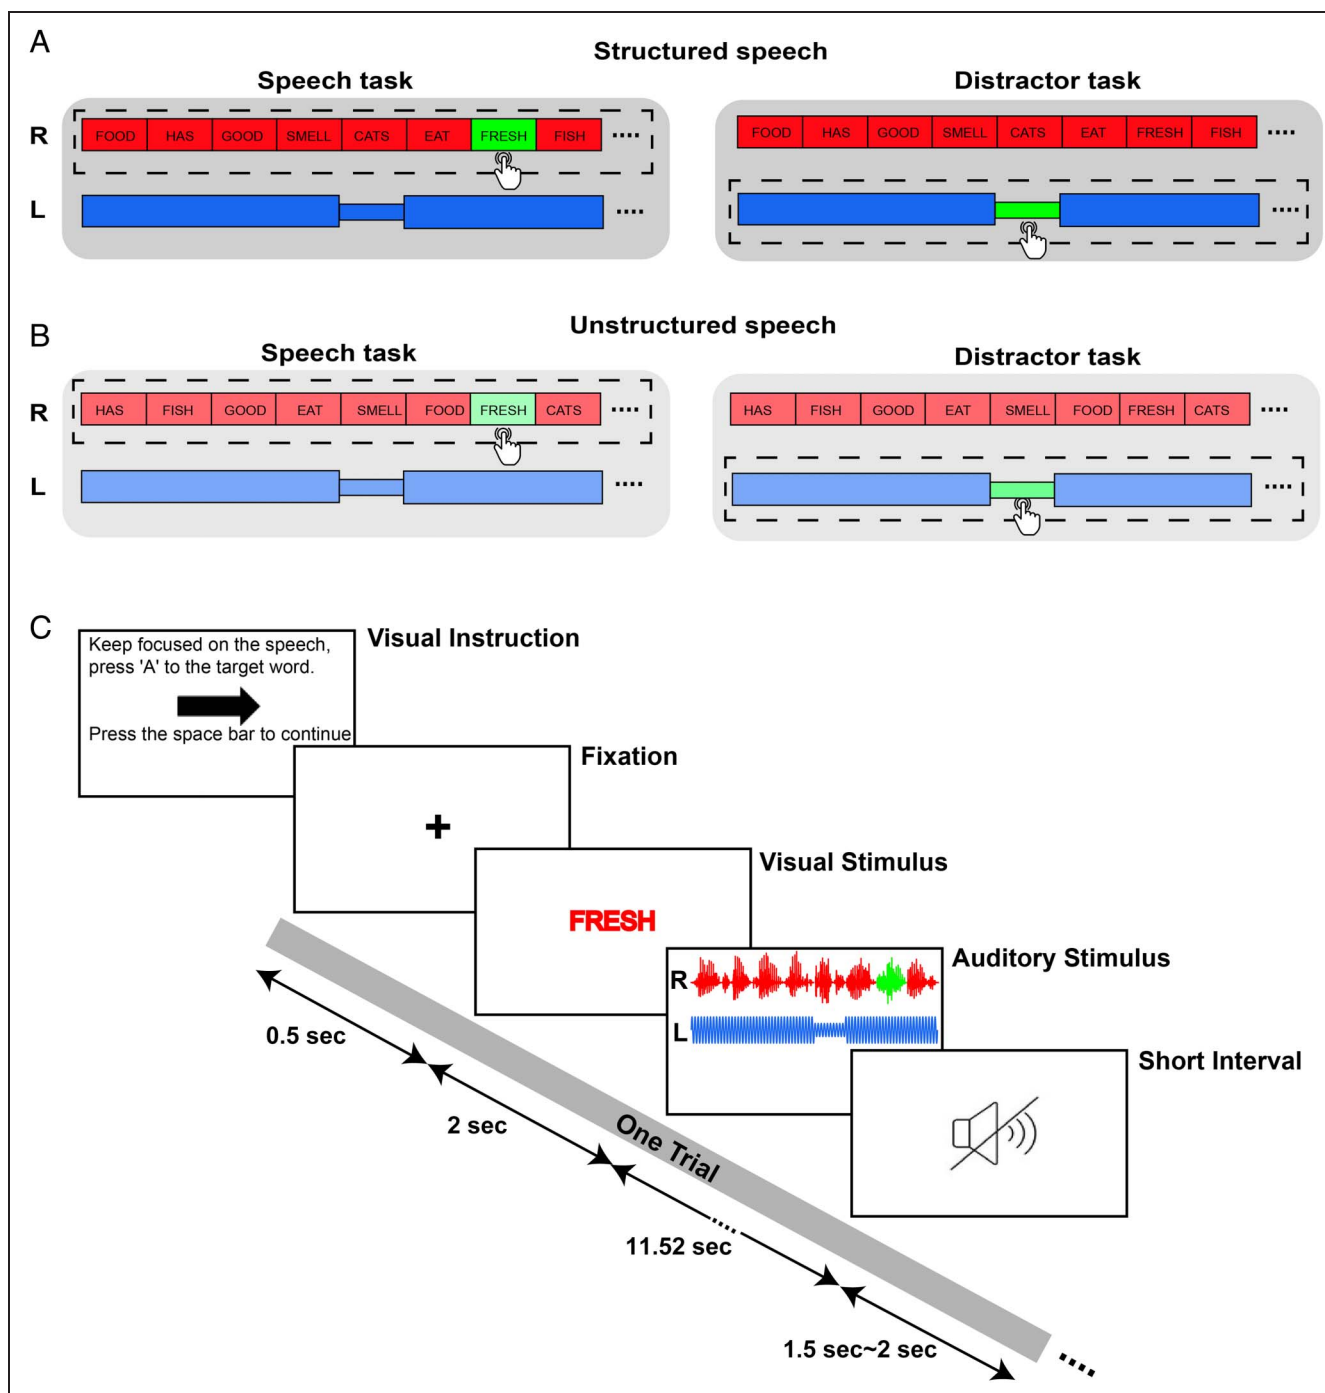 A
Structured speech
Speech task
Distractor task
R
FOOD HAS GOOD SMELL CATS EAT FRESH FISH ....
FOOD HAS GOOD SMELL CATS EAT FRESH FISH ....
L
....
....
B
Unstructured speech
Speech task
Distractor task
R
HAS FISH GOOD EAT SMELL FOOD FRESH CATS ....
HAS FISH GOOD EAT SMELL FOOD FRESH CATS ....
L
....
....
C
Keep focused on the speech,
press 'A' to the target word.
Press the space bar to continue
Visual Instruction
Fixation
+
Visual Stimulus
FRESH
Auditory Stimulus
R
L
Short Interval
0.5 sec
2 sec
One Trial
11.52 sec
1.5 sec~2 sec
....